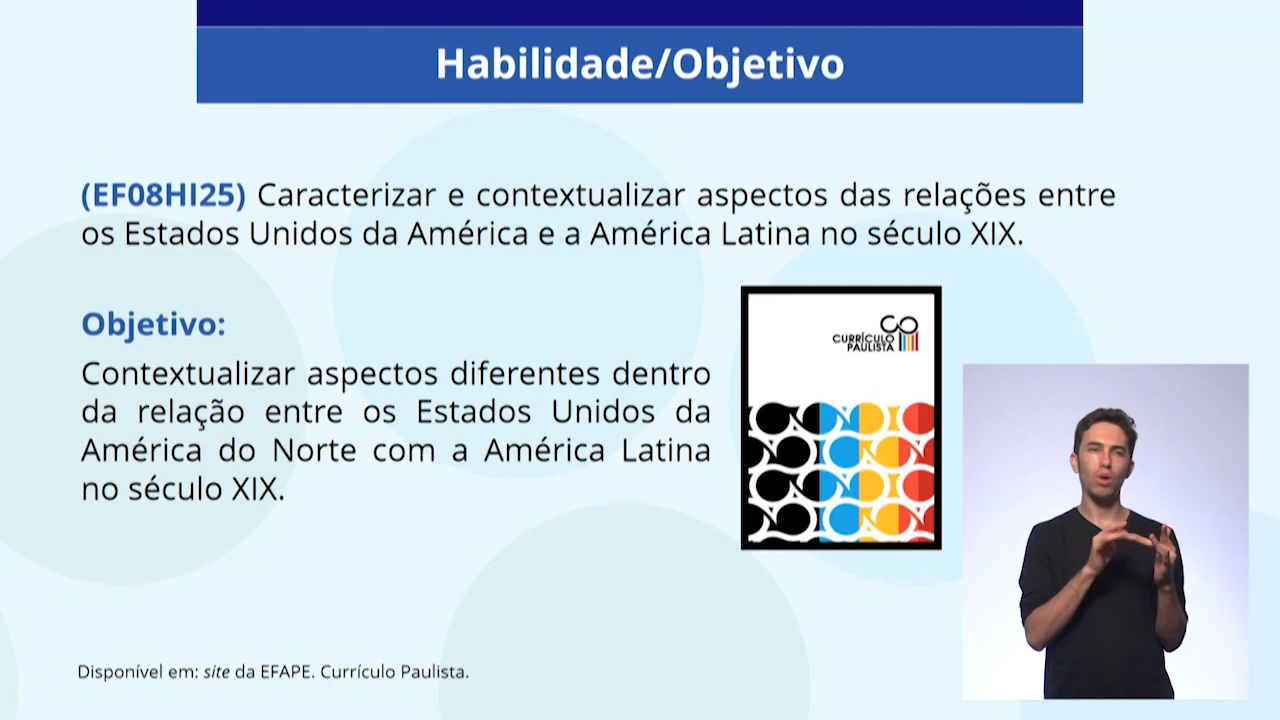 Habilidade/Objetivo
(EF08HI25) Caracterizar e contextualizar aspectos das relações entre
os Estados Unidos da América e a América Latina no século XIX.
Objetivo:
Contextualizar aspectos diferentes dentro
da relação entre os Estados Unidos da
América do Norte com a América Latina
no século XIX.
CURRÍCULO
PAULISTA
Disponível em: site da EFAPE. Currículo Paulista.